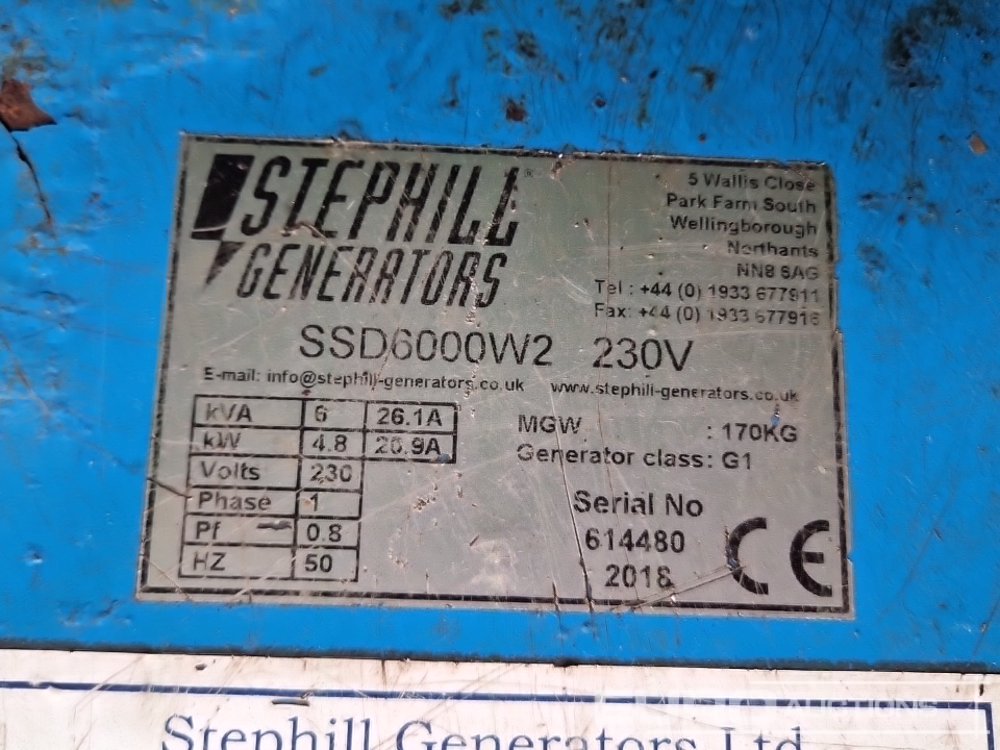 STEPHILL®
GENERATORS
5 Wallis Close
Park Farm South
Wellingborough
Northants
NN8 6AG
Tel : +44 (0) 1933 677911
Fax: +44 (0) 1933 677916
SSD6000W2 230V
E-mail: info@stephill-generators.co.uk www.stephill-generators.co.uk
kVA 6 26.1A
kW 4.8 20.9A
Volts 230
Phase 1
Pf 0.8
HZ 50
MGW : 170KG
Generator class: G1
Serial No
614480
2018
CE
Stephill Generators Ltd
AUCTIONS